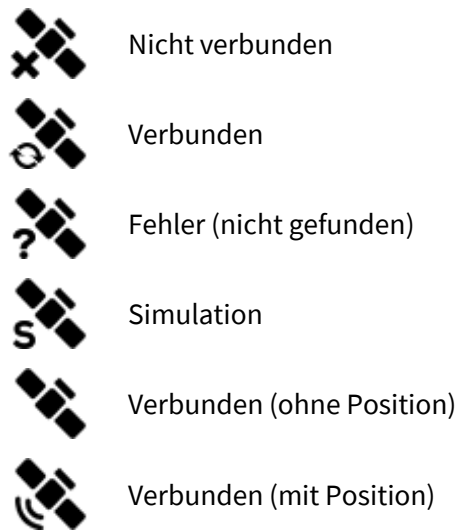 Nicht verbunden
Verbunden
? Fehler (nicht gefunden)
S Simulation
Verbunden (ohne Position)
Verbunden (mit Position)